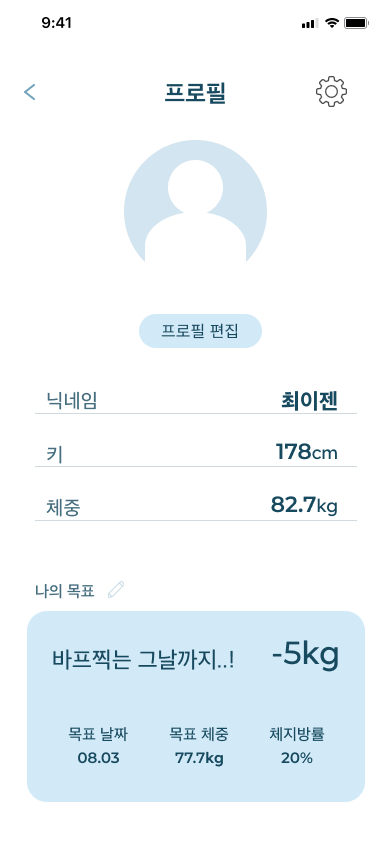 9:41
프로필
프로필 편집
닉네임 최이젠
키 178cm
체중 82.7kg
나의 목표
바프찍는 그날까지..! -5kg
목표 날짜 목표 체중 체지방률
08.03 77.7kg 20%